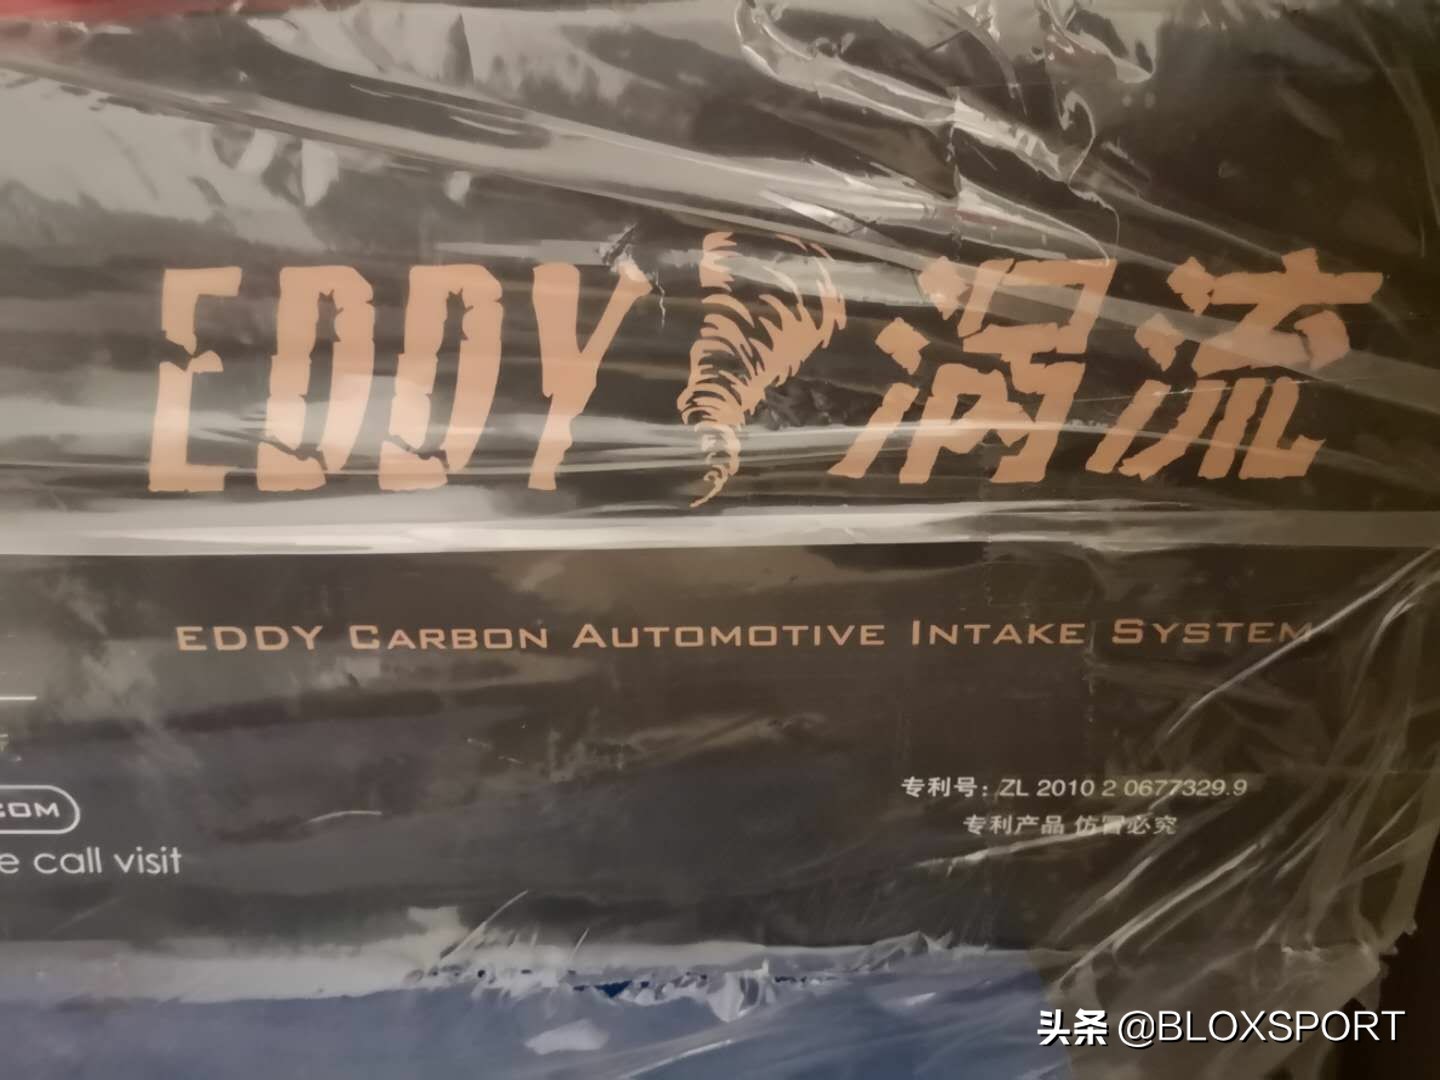 EDDY 涡流
EDDY CARBON AUTOMOTIVE INTAKE SYSTEM
专利号: ZL 2010 2 0677329.9
专利产品 仿冒必究
.COM
call visit
头条 @BLOXSPORT